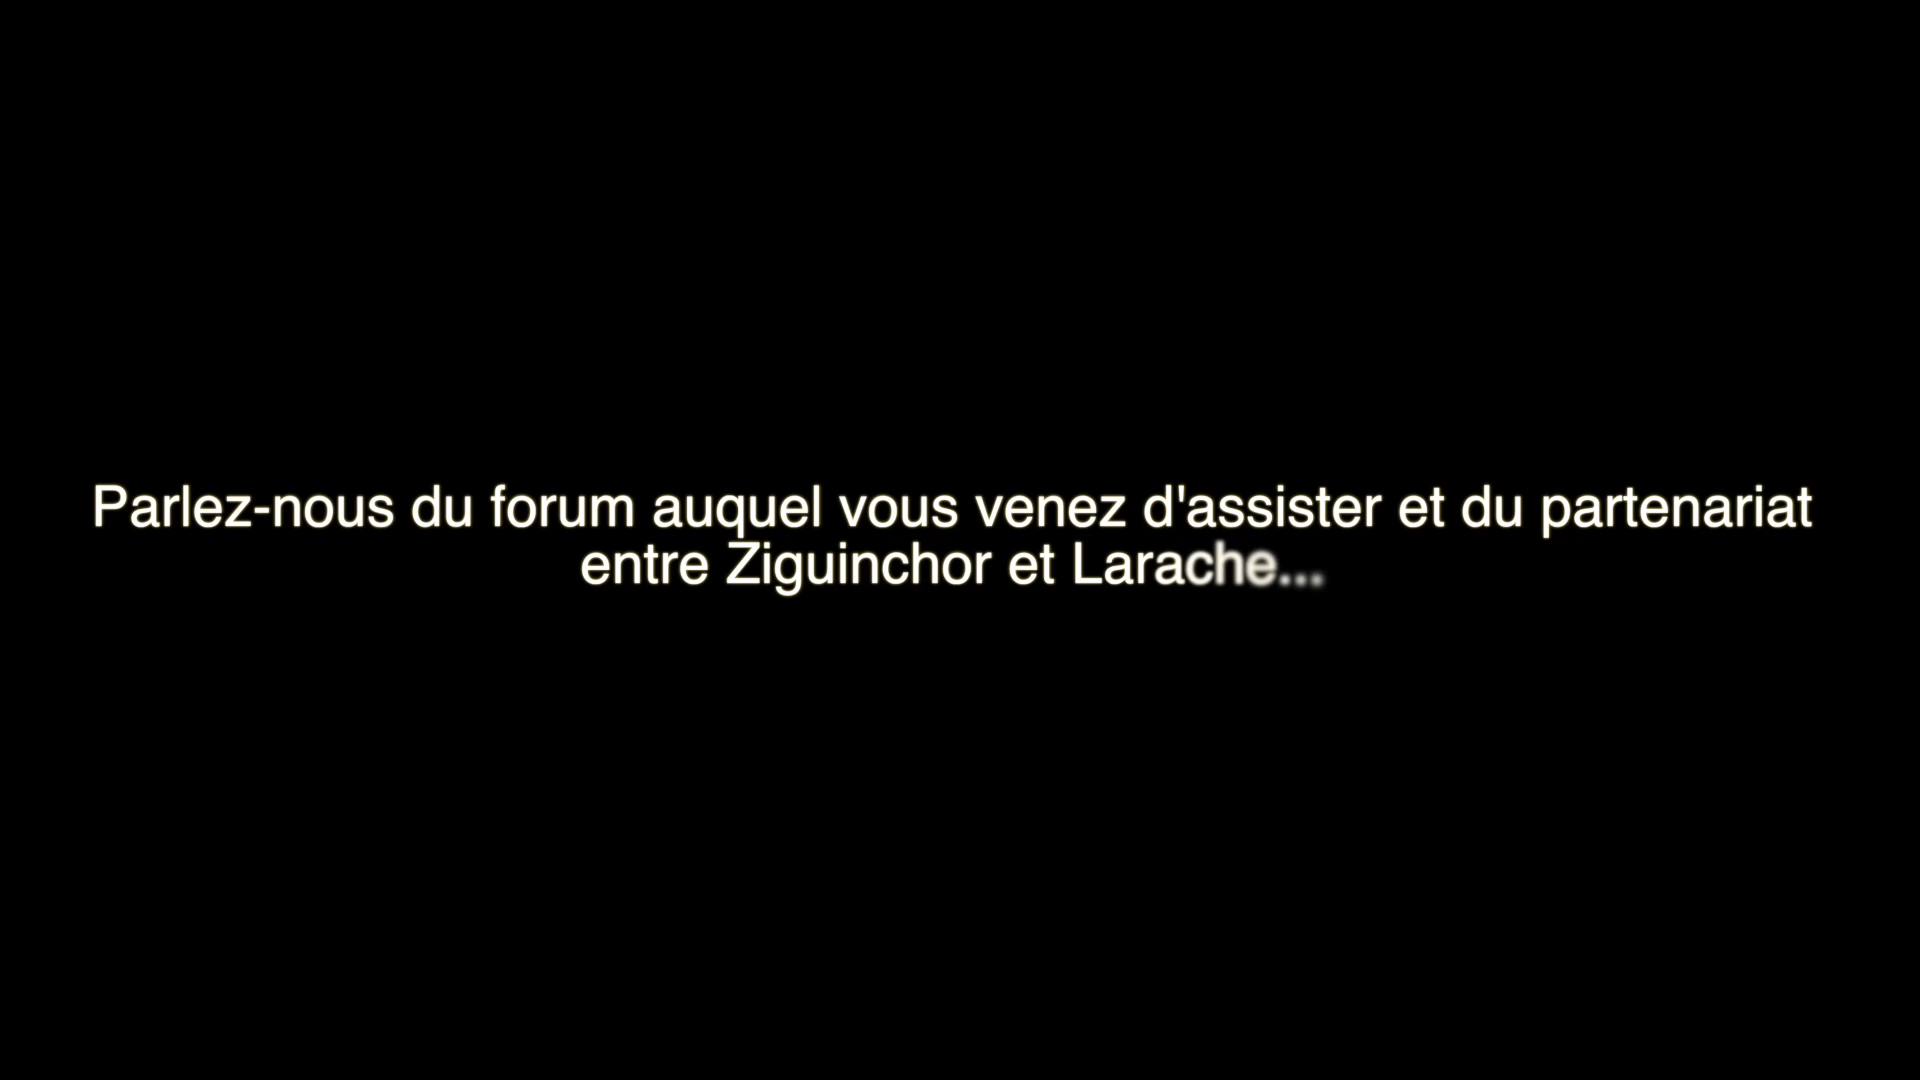 Parlez-nous du forum auquel vous venez d'assister et du partenariat
entre Ziguinchor et Larache...